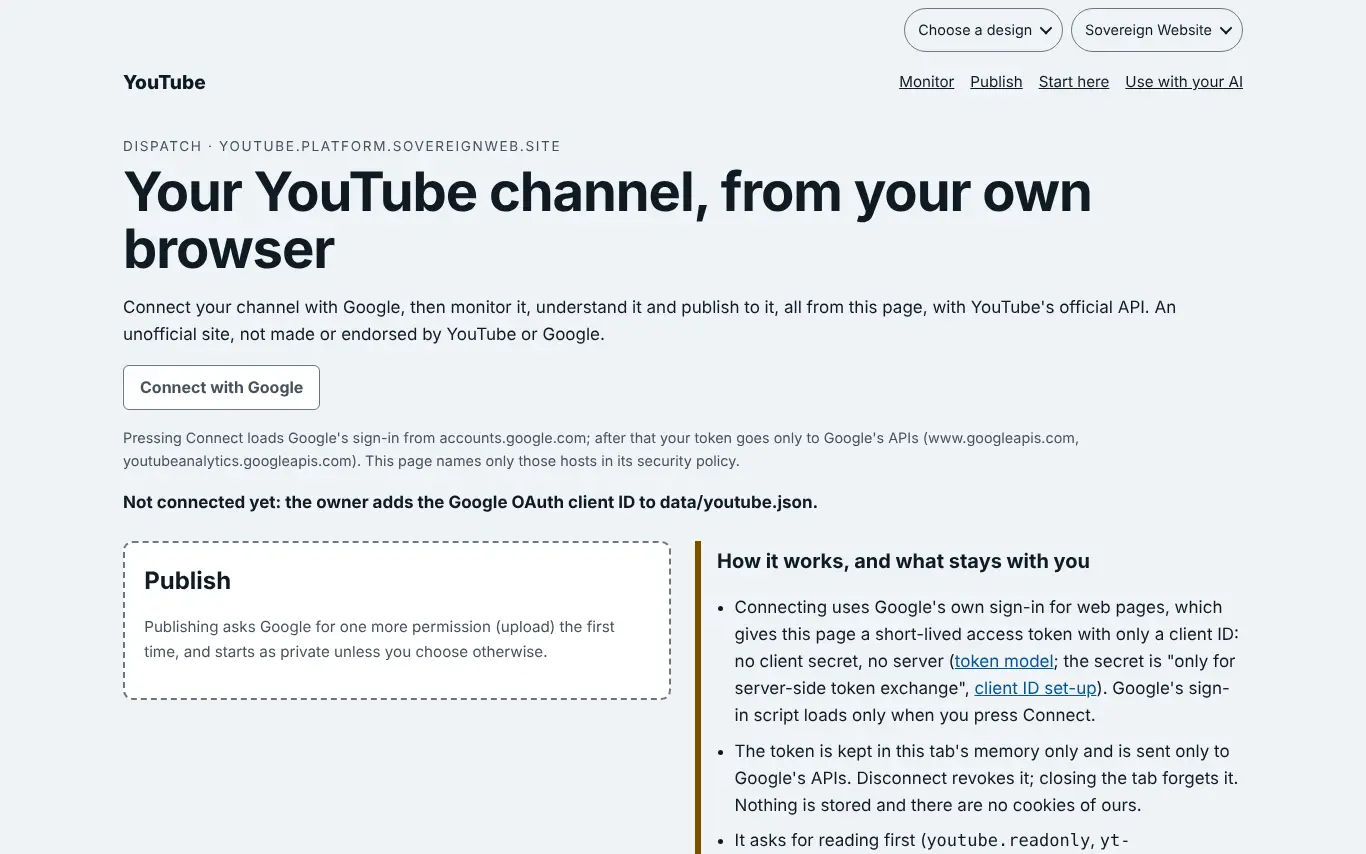 Choose a design
Sovereign Website
YouTube
Monitor
Publish
Start here
Use with your AI
DISPATCH · YOUTUBE.PLATFORM.SOVEREIGNWEB.SITE
Your YouTube channel, from your own
browser
Connect your channel with Google, then monitor it, understand it and publish to it, all from this page, with YouTube's official API. An
unofficial site, not made or endorsed by YouTube or Google.
Connect with Google
Pressing Connect loads Google's sign-in from accounts.google.com; after that your token goes only to Google's APIs (www.googleapis.com,
youtubeanalytics.googleapis.com). This page names only those hosts in its security policy.
Not connected yet: the owner adds the Google OAuth client ID to data/youtube.json.
Publish
Publishing asks Google for one more permission (upload) the first
time, and starts as private unless you choose otherwise.
How it works, and what stays with you
• Connecting uses Google's own sign-in for web pages, which
gives this page a short-lived access token with only a client ID:
no client secret, no server (token model; the secret is "only for
server-side token exchange", client ID set-up). Google's sign-
in script loads only when you press Connect.
• The token is kept in this tab's memory only and is sent only to
Google's APIs. Disconnect revokes it; closing the tab forgets it.
Nothing is stored and there are no cookies of ours.
• It asks for reading first (youtube.readonly, yt-